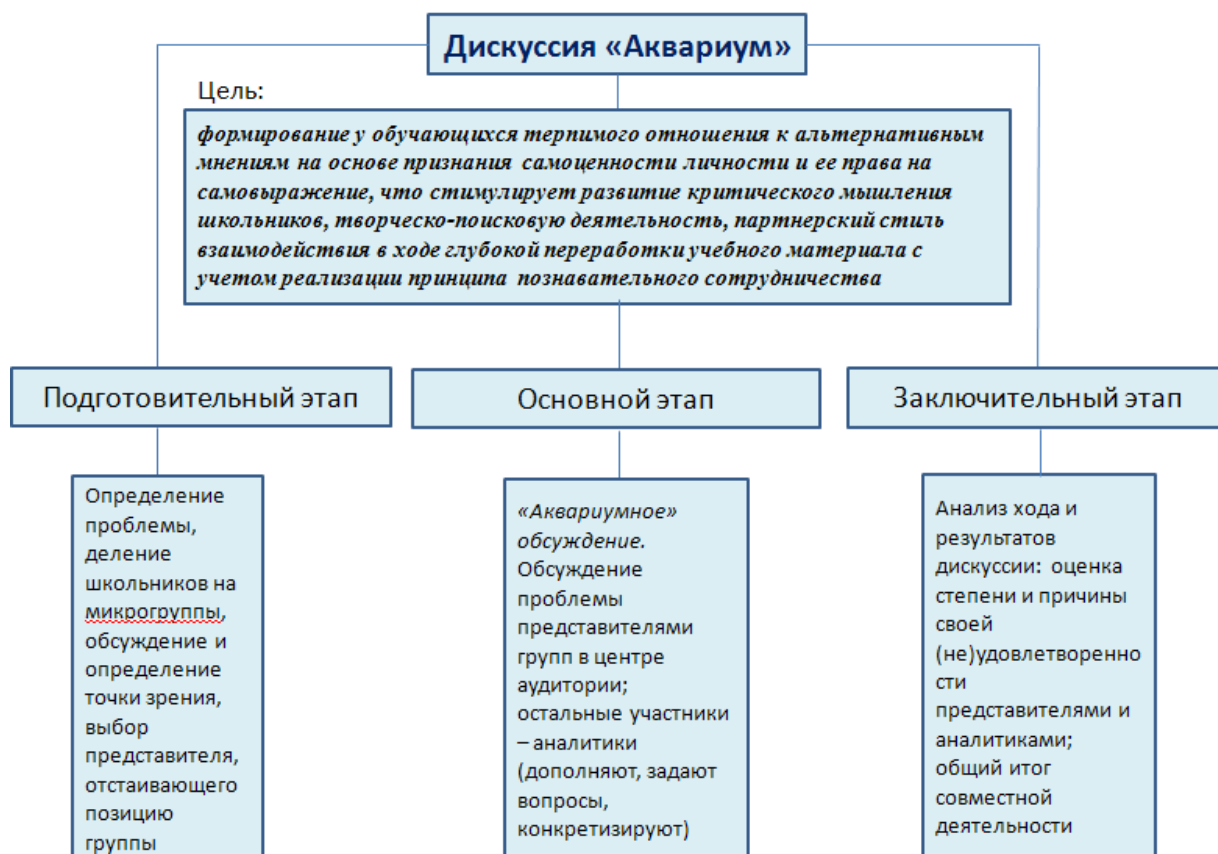 Дискуссия «Аквариум»
Цель:
формирование у обучающихся терпимого отношения к альтернативным
мнениям на основе признания самоценности личности и ее права на
самовыражение, что стимулирует развитие критического мышления
школьников, творческо-поисковую деятельность, партнерский стиль
взаимодействия в ходе глубокой переработки учебного материала с
учетом реализации принципа познавательного сотрудничества
Подготовительный этап
Определение
проблемы,
деление
школьников на
микрогруппы,
обсуждение и
определение
точки зрения,
выбор
представителя,
отстаивающего
позицию
группы
Основной этап
«Аквариумное»
обсуждение.
Обсуждение
проблемы
представителями
групп в центре
аудитории;
остальные участники
– аналитики
(дополняют, задают
вопросы,
конкретизируют)
Заключительный этап
Анализ хода и
результатов
дискуссии: оценка
степени и причины
своей
(не)удовлетворенно
сти
представителями и
аналитиками;
общий итог
совместной
деятельности